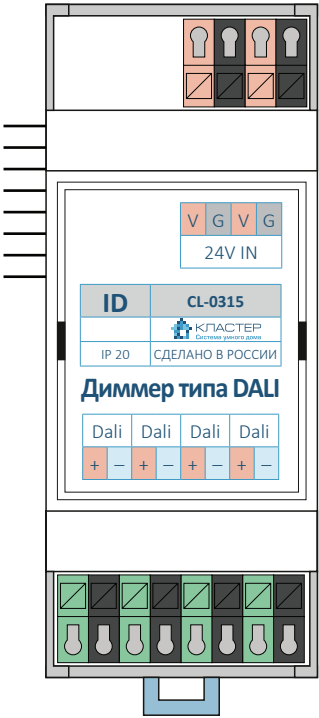 V G V G
24V IN
ID CL-0315
КЛАСТЕР
Система умного дома
IP 20 СДЕЛАНО В РОССИИ
Диммер типа DALI
Dali Dali Dali Dali
+ − + − + − + −